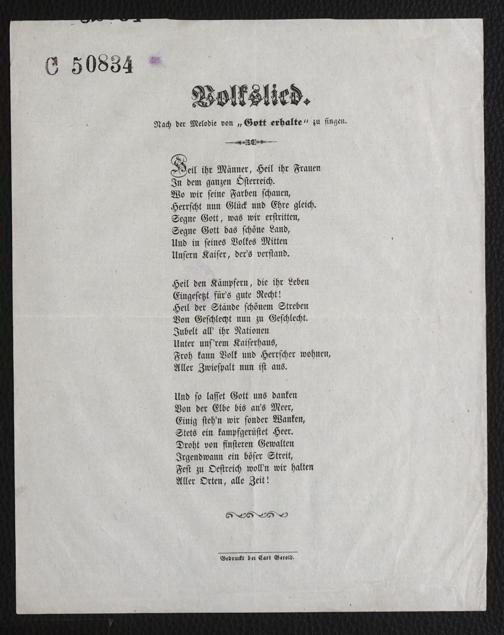 C 50834
Volkslied.
Nach der Melodie von „Gott erhalte“ zu singen.
Heil ihr Männer, Heil ihr Frauen
In dem ganzen Österreich.
Wo wir seine Farben schauen,
Herrscht nun Glück und Ehre gleich.
Segne Gott, was wir erstritten,
Segne Gott das schöne Land,
Und in seines Volkes Mitten
Unsern Kaiser, der's verstand.
Heil den Kämpfern, die ihr Leben
Eingesetzt für's gute Recht!
Heil der Stände schönem Streben
Von Geschlecht nun zu Geschlecht.
Jubelt all' ihr Nationen
Unter uns'rem Kaiserhaus,
Froh kann Volk und Herrscher wohnen,
Aller Zwiespalt nun ist aus.
Und so lasset Gott uns danken
Von der Elbe bis an's Meer,
Einig steh'n wir sonder Wanken,
Stets ein kampfgerüstet Heer.
Droht von finsteren Gewalten
Irgendwann ein böser Streit,
Fest zu Oestreich woll'n wir halten
Aller Orten, alle Zeit!
Gedruckt bei Carl Gerold.